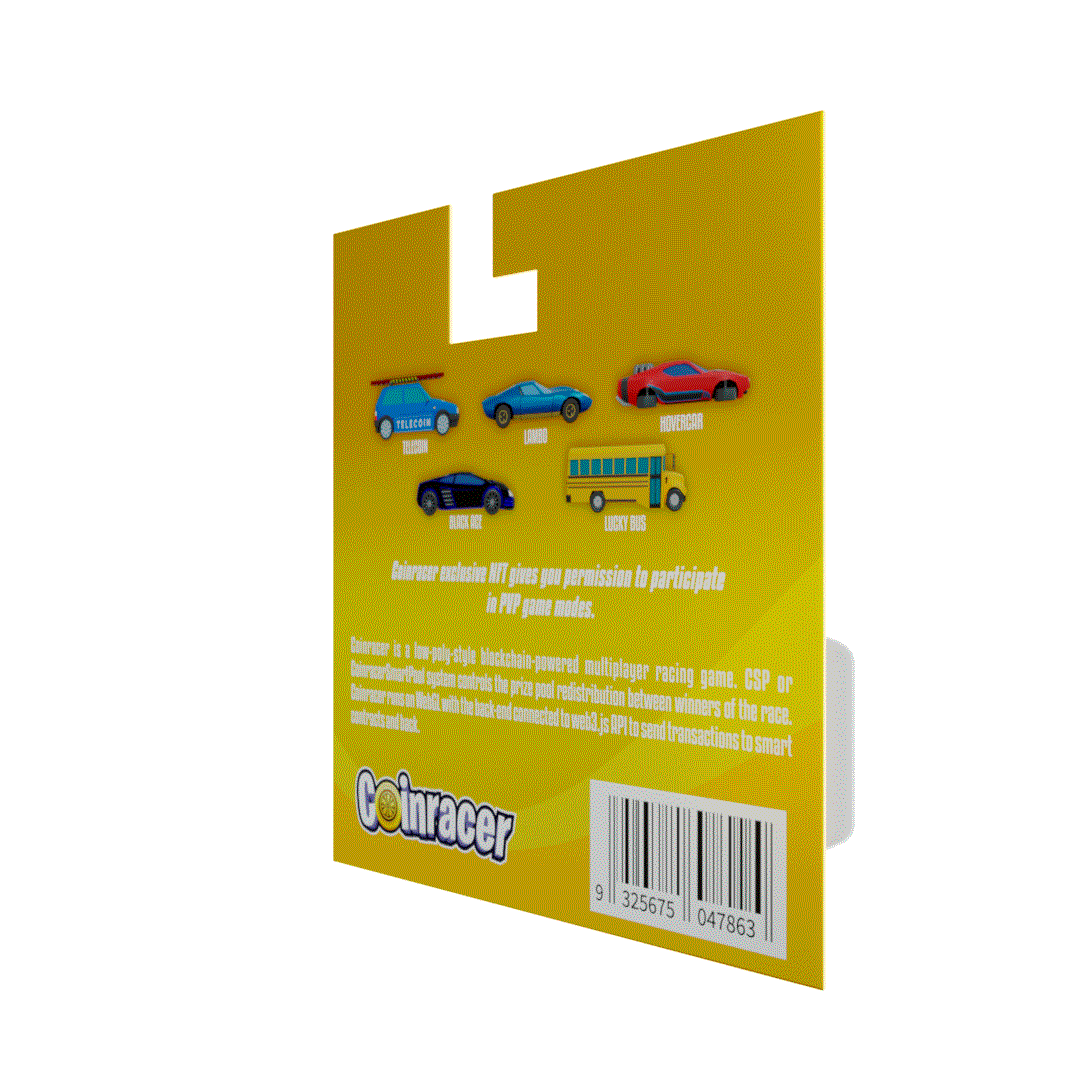 TELECOIN
TELECOIN
LAMBO
HOVERCAR
BLOCK GCE
LUCKY BUS
Coinracer exclusive NFT gives you permission to participate
in PVP game modes.
Coinracer is a low-poly-style blockchain-powered multiplayer racing game. CSP or
CoinracerSmartPool system controls the prize pool redistribution between winners of the race.
Coinracer runs on WebGL with the back-end connected to web3.js API to send transactions to smart
contracts and back.
Coinracer
9 325675 047863